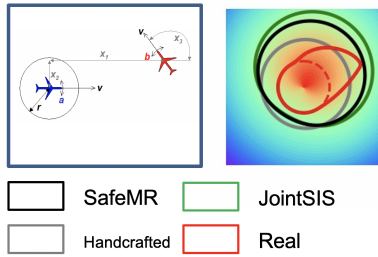 v
x₃
x₁
b
x₂
a
v
r
SafeMR
JointSIS
Handcrafted
Real